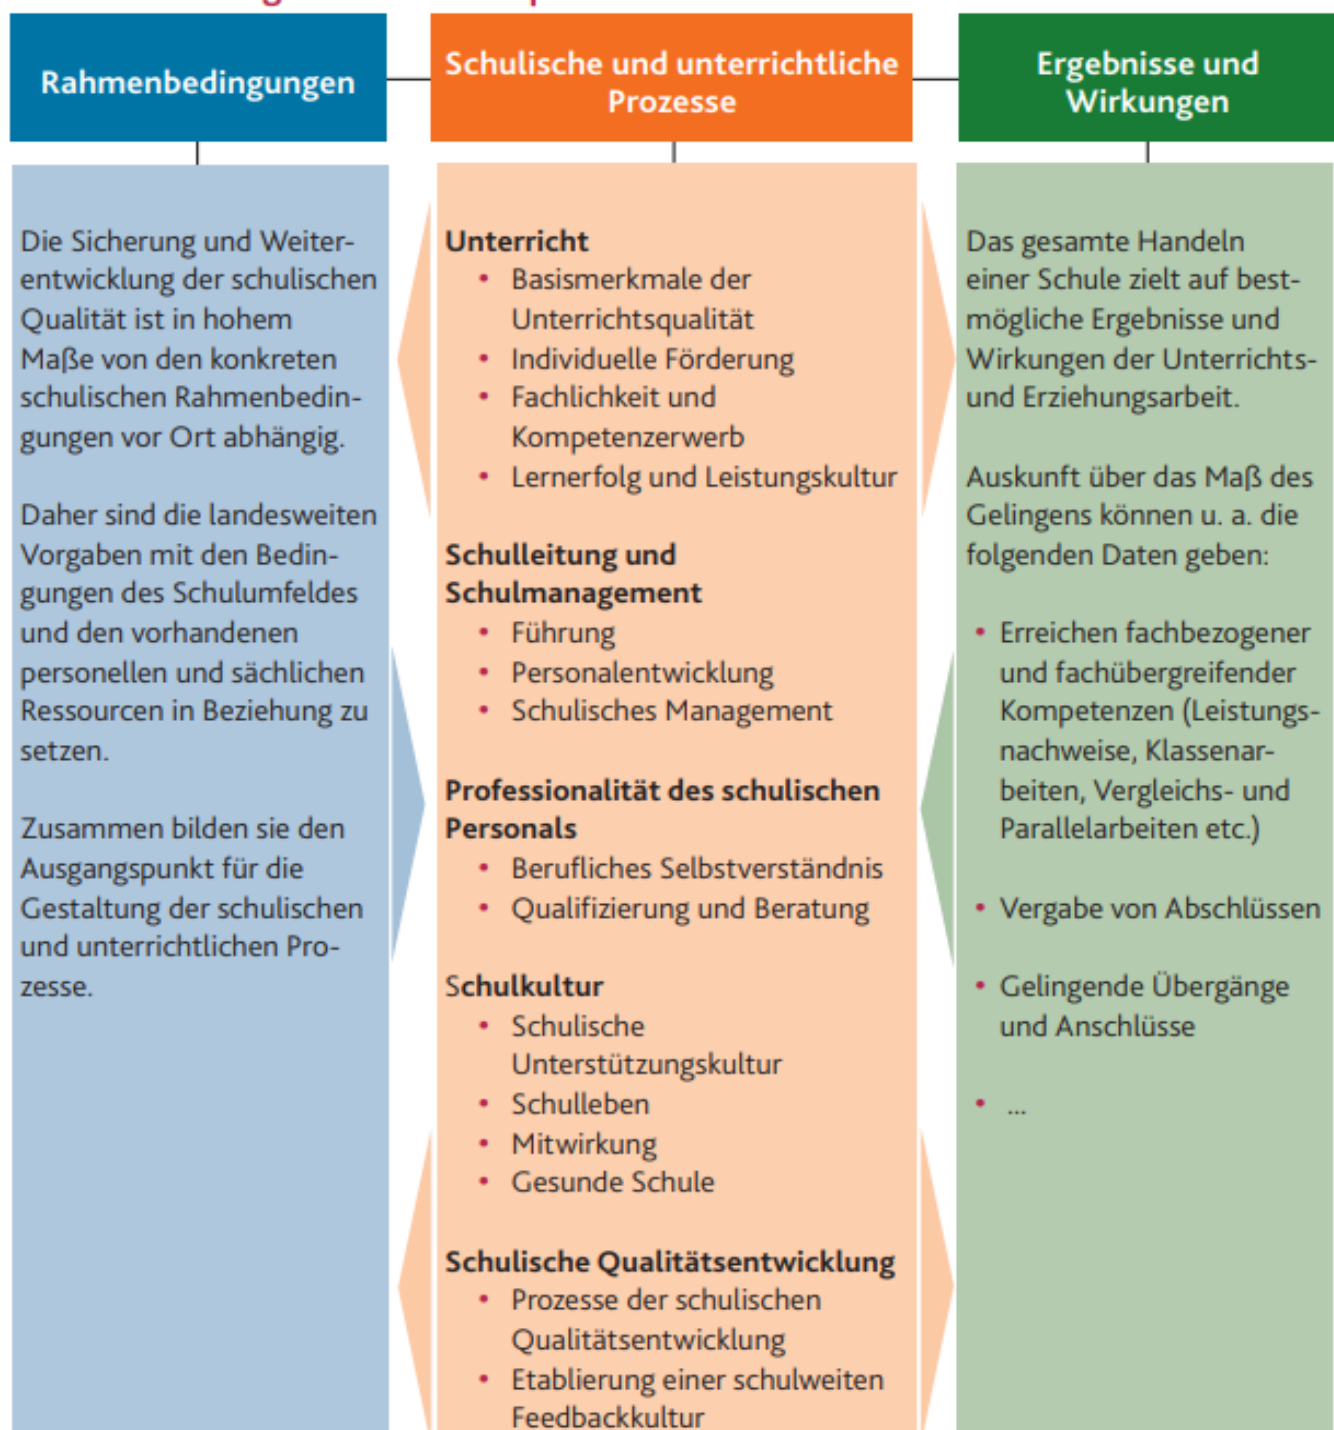 Rahmenbedingungen
Schulische und unterrichtliche
Prozesse
Ergebnisse und
Wirkungen
Die Sicherung und Weiter-
entwicklung der schulischen
Qualität ist in hohem
Maße von den konkreten
schulischen Rahmenbedin-
gungen vor Ort abhängig.
Daher sind die landesweiten
Vorgaben mit den Bedin-
gungen des Schulumfeldes
und den vorhandenen
personellen und sächlichen
Ressourcen in Beziehung zu
setzen.
Zusammen bilden sie den
Ausgangspunkt für die
Gestaltung der schulischen
und unterrichtlichen Pro-
zesse.
Unterricht
• Basismerkmale der
Unterrichtsqualität
• Individuelle Förderung
• Fachlichkeit und
Kompetenzerwerb
• Lernerfolg und Leistungskultur
Schulleitung und
Schulmanagement
• Führung
• Personalentwicklung
• Schulisches Management
Professionalität des schulischen
Personals
• Berufliches Selbstverständnis
• Qualifizierung und Beratung
Schulkultur
• Schulische
Unterstützungskultur
• Schulleben
• Mitwirkung
• Gesunde Schule
Schulische Qualitätsentwicklung
• Prozesse der schulischen
Qualitätsentwicklung
• Etablierung einer schulweiten
Feedbackkultur
Das gesamte Handeln
einer Schule zielt auf best-
mögliche Ergebnisse und
Wirkungen der Unterrichts-
und Erziehungsarbeit.
Auskunft über das Maß des
Gelingens können u. a. die
folgenden Daten geben:
• Erreichen fachbezogener
und fachübergreifender
Kompetenzen (Leistungs-
nachweise, Klassenar-
beiten, Vergleichs- und
Parallelarbeiten etc.)
• Vergabe von Abschlüssen
• Gelingende Übergänge
und Anschlüsse
• ...